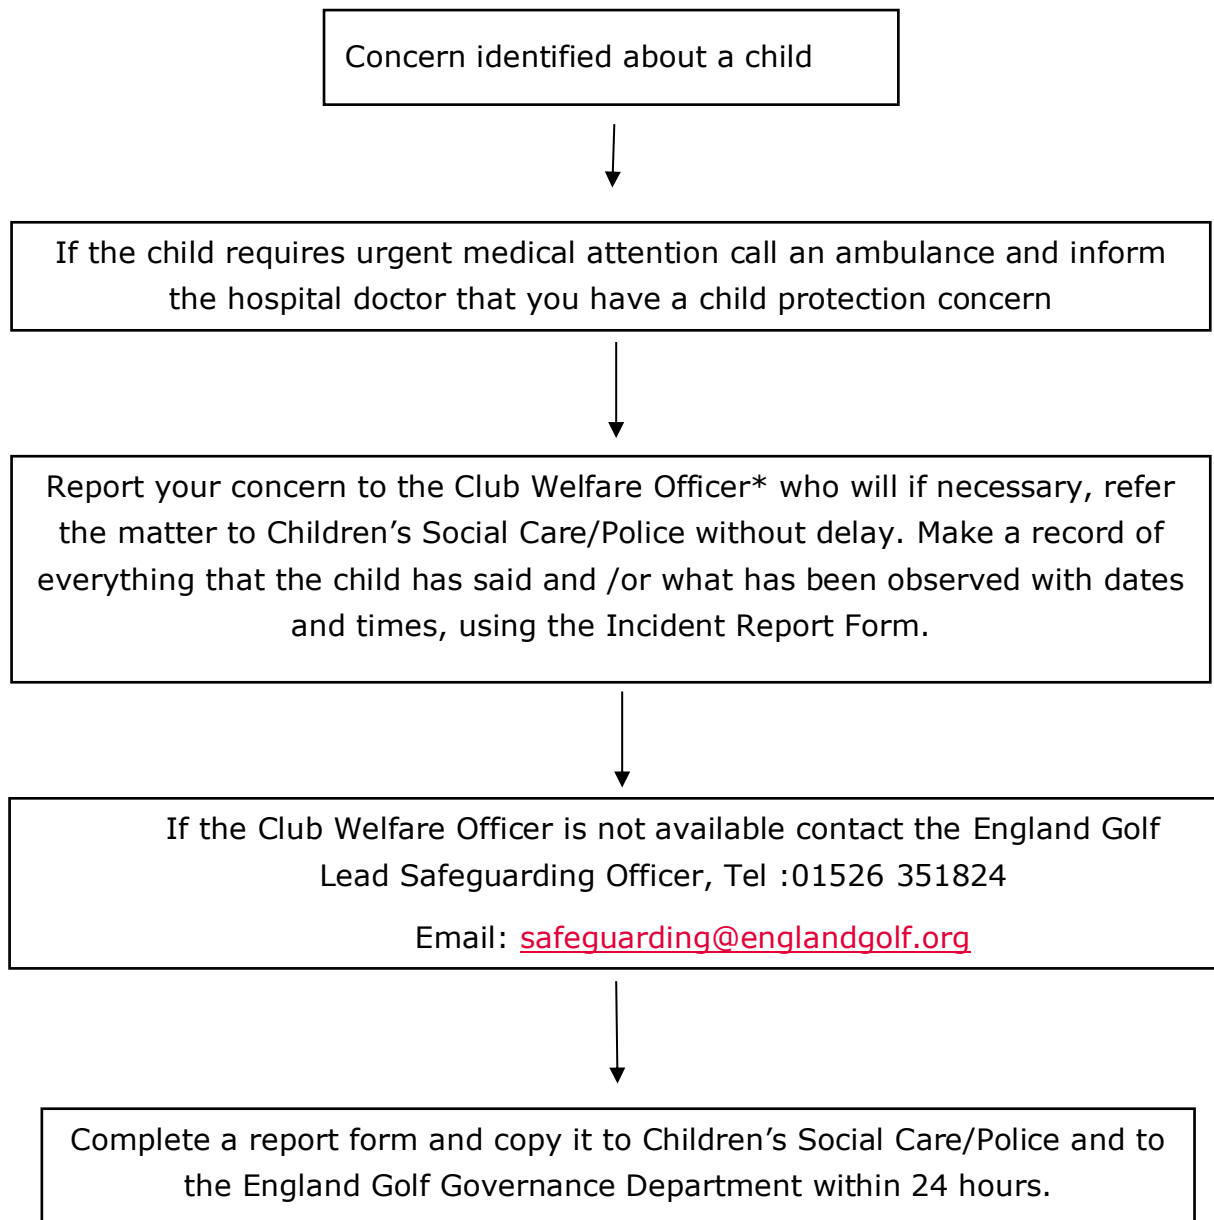 Concern identified about a child
If the child requires urgent medical attention call an ambulance and inform
the hospital doctor that you have a child protection concern
Report your concern to the Club Welfare Officer* who will if necessary, refer
the matter to Children’s Social Care/Police without delay. Make a record of
everything that the child has said and /or what has been observed with dates
and times, using the Incident Report Form.
If the Club Welfare Officer is not available contact the England Golf
Lead Safeguarding Officer, Tel :01526 351824
Email: safeguarding@englandgolf.org
Complete a report form and copy it to Children’s Social Care/Police and to
the England Golf Governance Department within 24 hours.